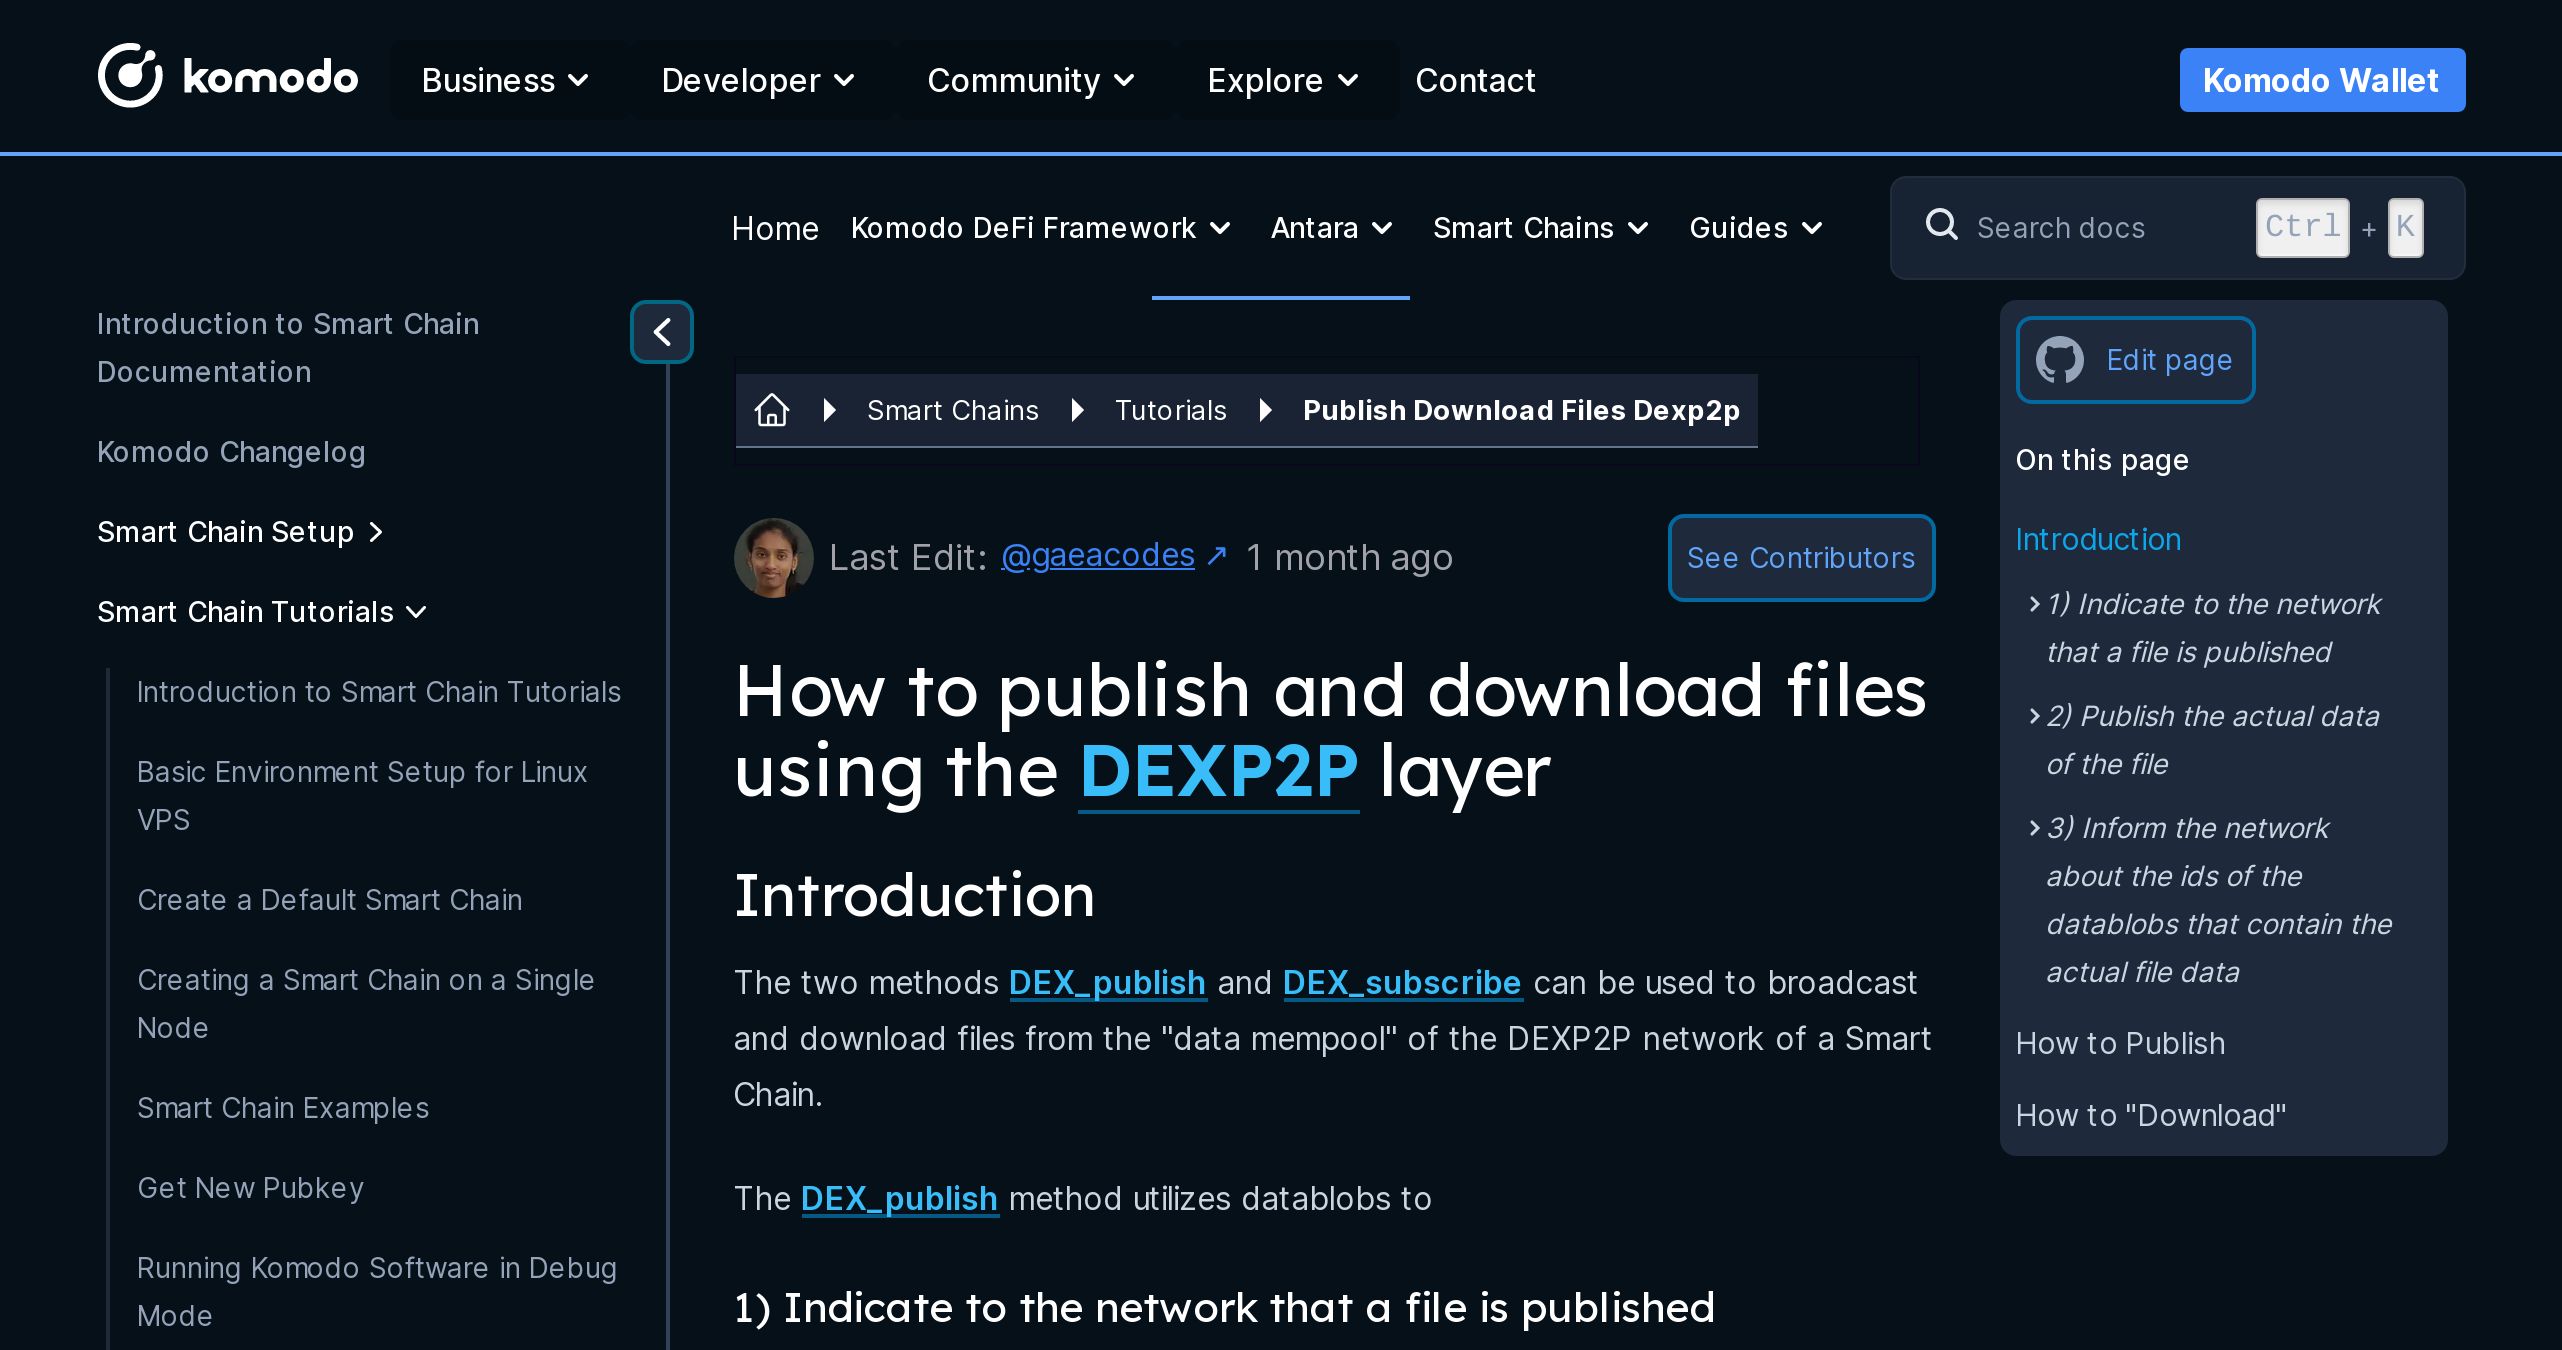 komodo
Business
Developer
Community
Explore
Contact
Komodo Wallet
Home
Komodo DeFi Framework
Antara
Smart Chains
Guides
Search docs
Ctrl + K
Introduction to Smart Chain
Documentation
Komodo Changelog
Smart Chain Setup
Smart Chain Tutorials
Introduction to Smart Chain Tutorials
Basic Environment Setup for Linux
VPS
Create a Default Smart Chain
Creating a Smart Chain on a Single
Node
Smart Chain Examples
Get New Pubkey
Running Komodo Software in Debug
Mode
Smart Chains
Tutorials
Publish Download Files Dexp2p
Last Edit: @gaeacodes ↗ 1 month ago
See Contributors
How to publish and download files
using the DEXP2P layer
Introduction
The two methods DEX_publish and DEX_subscribe can be used to broadcast
and download files from the "data mempool" of the DEXP2P network of a Smart
Chain.
The DEX_publish method utilizes datablobs to
1) Indicate to the network that a file is published
Edit page
On this page
Introduction
1) Indicate to the network
that a file is published
2) Publish the actual data
of the file
3) Inform the network
about the ids of the
datablobs that contain the
actual file data
How to Publish
How to "Download"